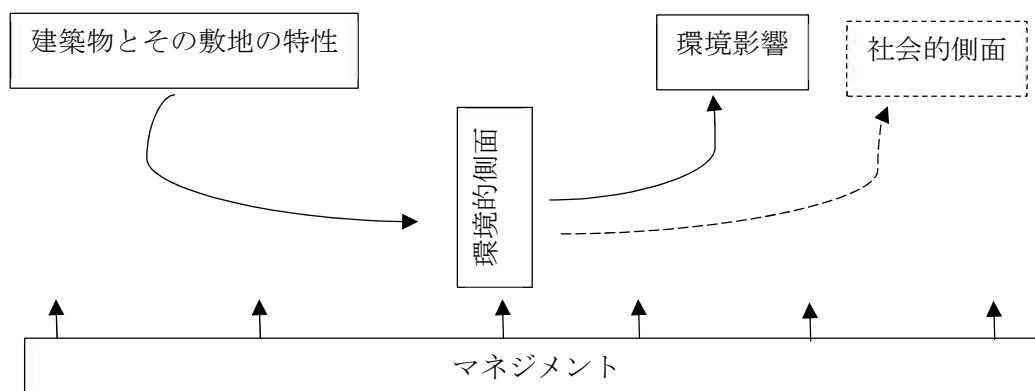 建築物とその敷地の特性
環境影響
社会的側面
環境的側面
マネジメント